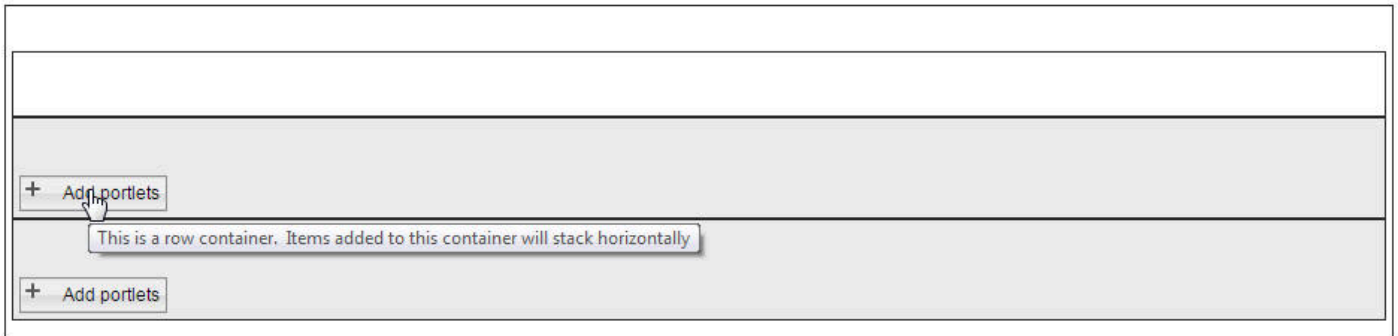 + Add portlets
This is a row container. Items added to this container will stack horizontally
+ Add portlets